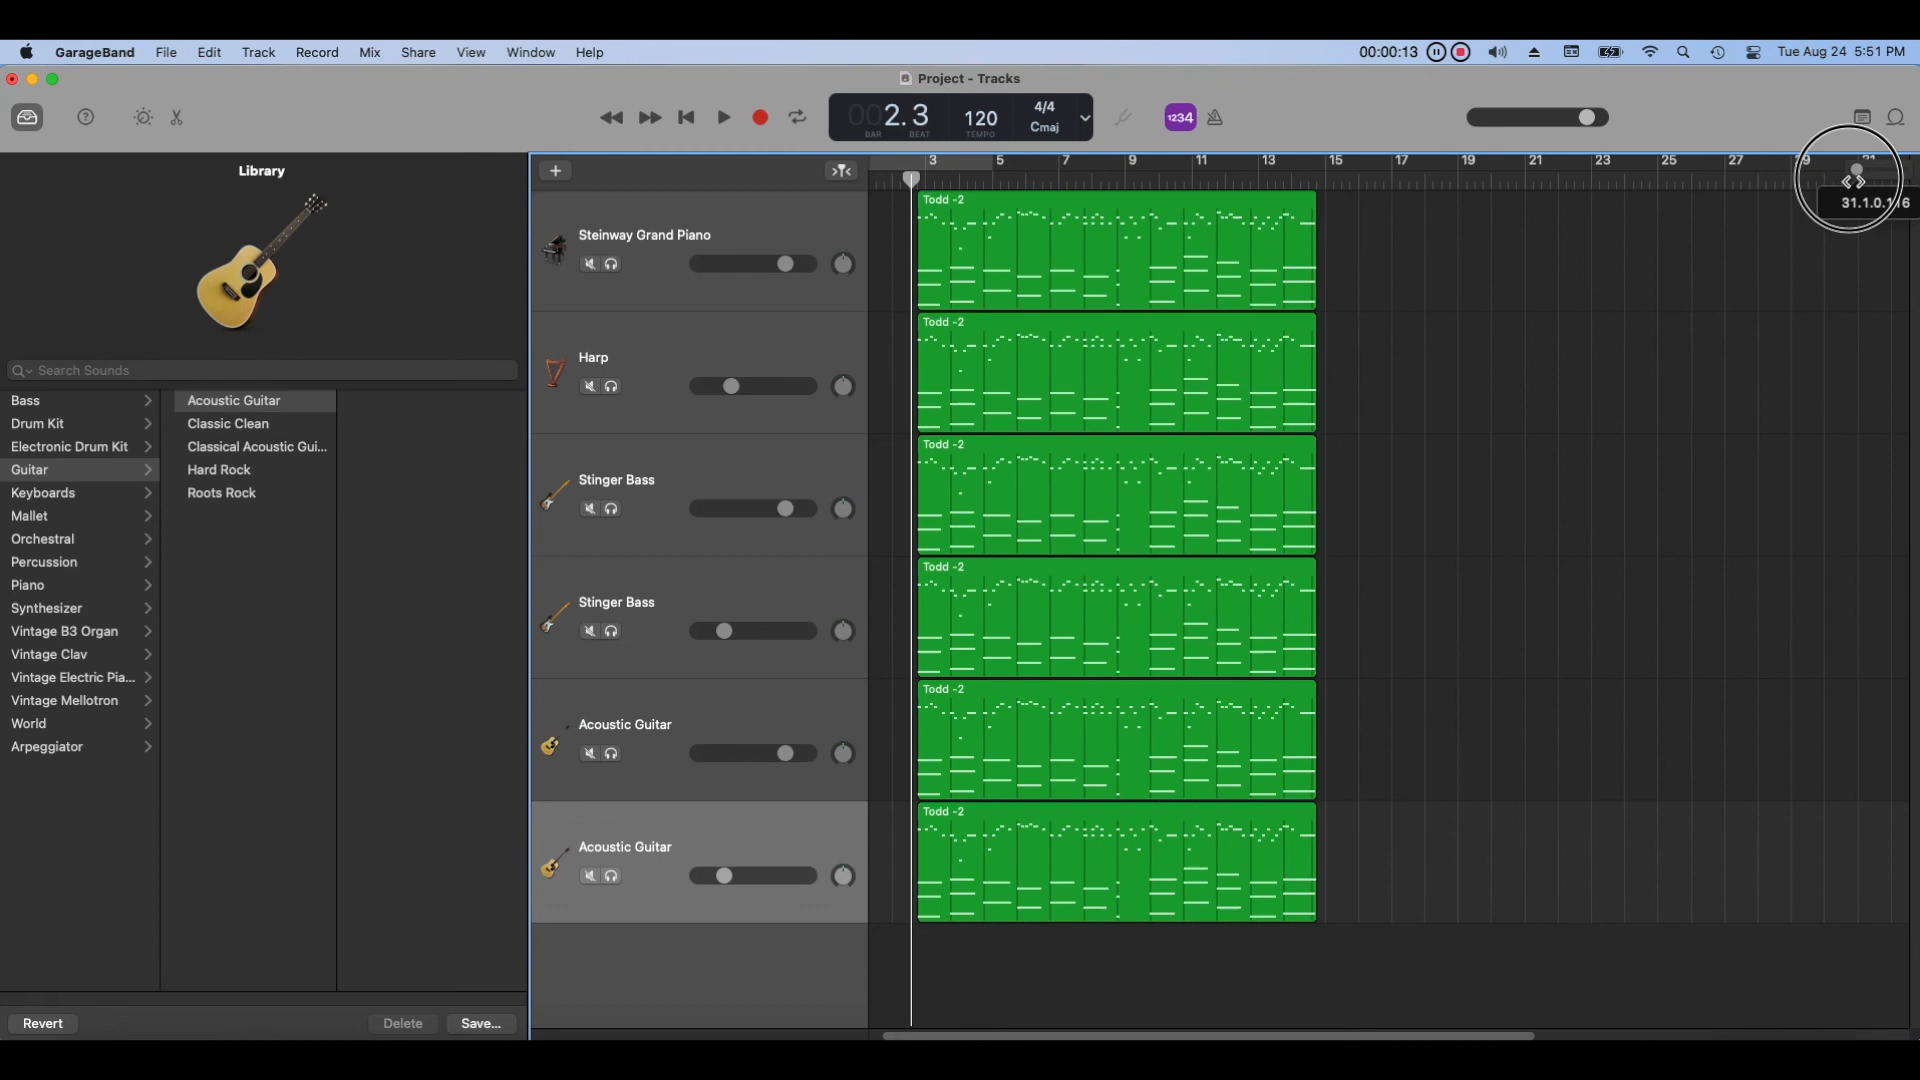 GarageBand File Edit Track Record Mix Share View Window Help 00:00:13 Tue Aug 24 5:51 PM
Project - Tracks
002.3 120 4/4 Cmaj
BAR BEAT TEMPO
1234
Library
3 5 7 9 11 13 15 17 19 21 23 25 27 29 31
31.1.0.116
Search Sounds
Bass
Drum Kit
Electronic Drum Kit
Guitar
Keyboards
Mallet
Orchestral
Percussion
Piano
Synthesizer
Vintage B3 Organ
Vintage Clav
Vintage Electric Pia...
Vintage Mellotron
World
Arpeggiator
Acoustic Guitar
Classic Clean
Classical Acoustic Gui...
Hard Rock
Roots Rock
Revert
Delete
Save...
Steinway Grand Piano
Harp
Stinger Bass
Stinger Bass
Acoustic Guitar
Acoustic Guitar
Todd -2
Todd -2
Todd -2
Todd -2
Todd -2
Todd -2